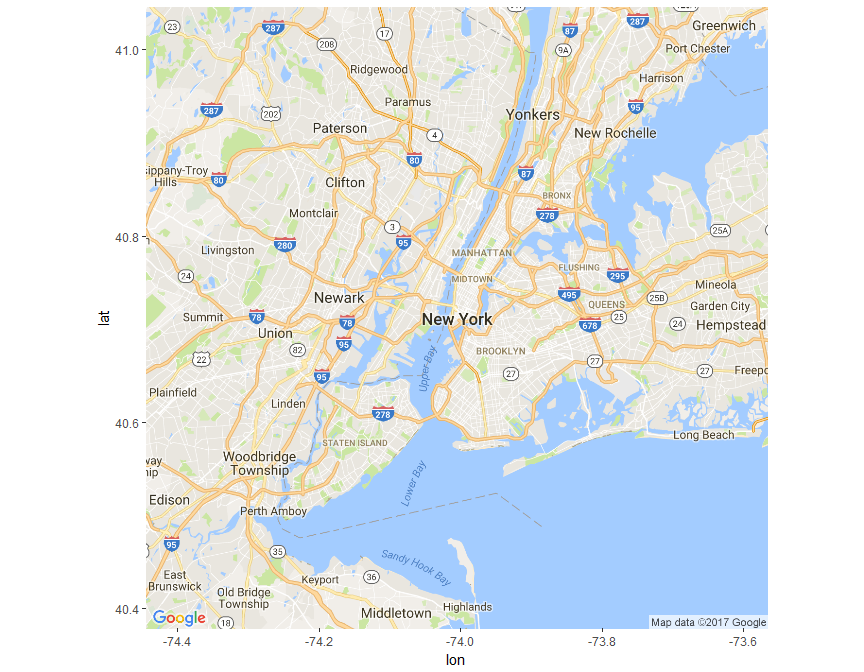 23
287
208
17
87
9A
287
Greenwich
Port Chester
Ridgewood
Harrison
41.0
287
202
Paramus
95
Yonkers
Paterson
4
New Rochelle
80
87
sippany-Troy
Hills
80
Clifton
BRONX
Montclair
278
3
25A
40.8
280
95
Livingston
MANHATTAN
24
MIDTOWN
FLUSHING
295
Mineola
Newark
495
25B
QUEENS
Garden City
Summit
78
78
New York
678
25
24
Hempstead
Union
95
82
22
Upper Bay
BROOKLYN
27
27
27
Freepo
95
Plainfield
Linden
278
40.6
Long Beach
STATEN ISLAND
Woodbridge
Township
way
ip
Lower Bay
Edison
Perth Amboy
95
35
Sandy Hook Bay
East
Brunswick
Keyport
36
Old Bridge
Township
Highlands
Middletown
18
40.4
Google
Map data ©2017 Google
-74.4
-74.2
-74.0
-73.8
-73.6
lon
lat